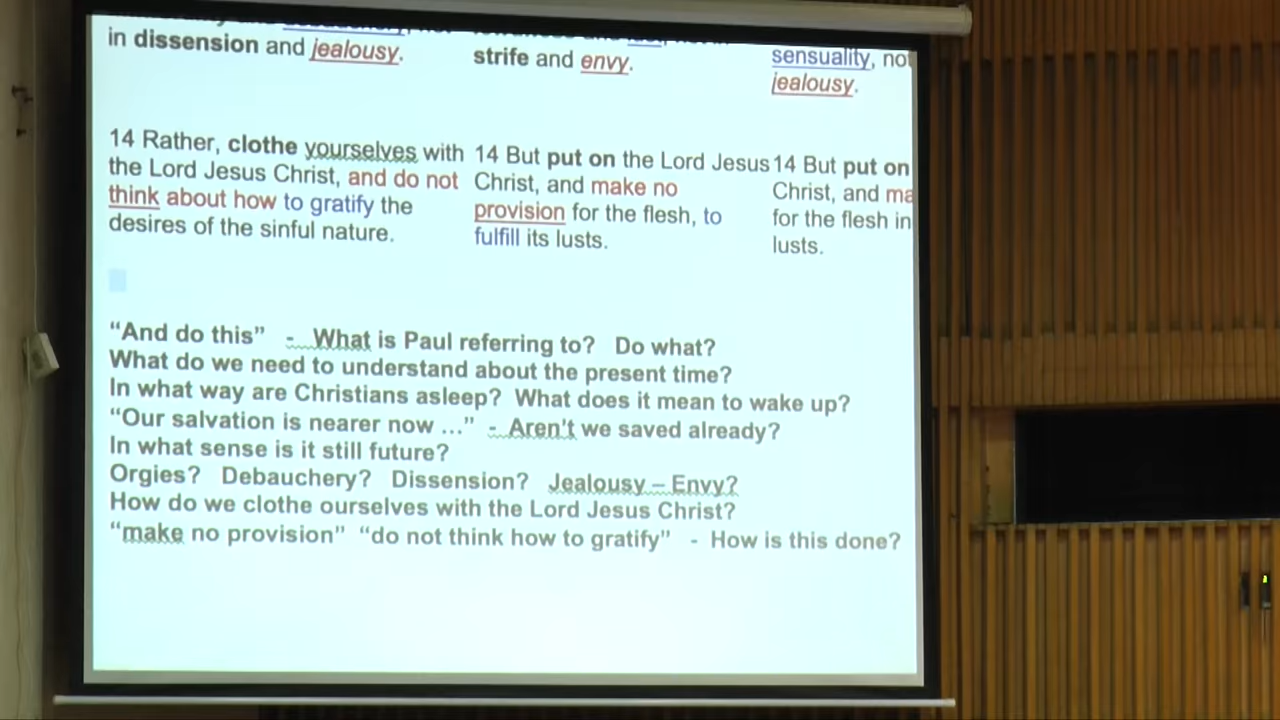 in dissension and jealousy.
14 Rather, clothe yourselves with
the Lord Jesus Christ, and do not
think about how to gratify the
desires of the sinful nature.
strife and envy.
14 But put on the Lord Jesus
Christ, and make no
provision for the flesh, to
fulfill its lusts.
sensuality, not
jealousy.
14 But put on
Christ, and ma
for the flesh in
lusts.
“And do this” - What is Paul referring to? Do what?
What do we need to understand about the present time?
In what way are Christians asleep? What does it mean to wake up?
“Our salvation is nearer now ...” - Aren't we saved already?
In what sense is it still future?
Orgies? Debauchery? Dissension? Jealousy – Envy?
How do we clothe ourselves with the Lord Jesus Christ?
“make no provision” “do not think how to gratify” - How is this done?